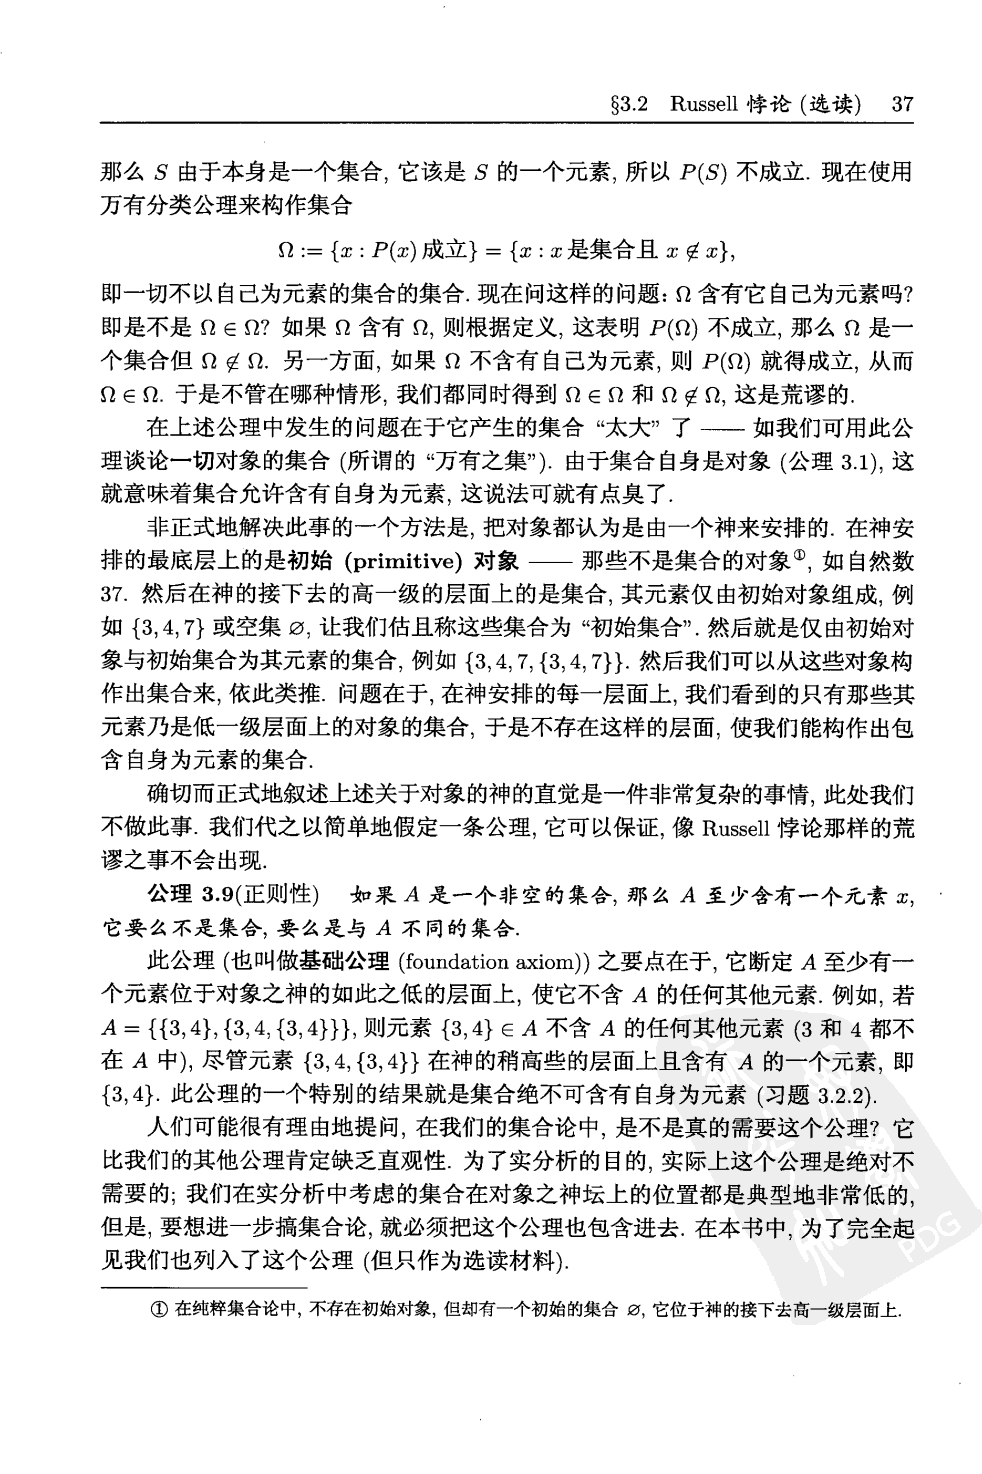 §3.2 Russell 悖论 (选读) 37
那么 S 由于本身是一个集合, 它该是 S 的一个元素, 所以 P(S) 不成立. 现在使用
万有分类公理来构作集合
Ω := {x : P(x) 成立} = {x : x 是集合且 x ∉ x},
即一切不以自己为元素的集合的集合. 现在问这样的问题: Ω 含有它自己为元素吗?
即是不是 Ω ∈ Ω? 如果 Ω 含有 Ω, 则根据定义, 这表明 P(Ω) 不成立, 那么 Ω 是一
个集合但 Ω ∉ Ω. 另一方面, 如果 Ω 不含有自己为元素, 则 P(Ω) 就得成立, 从而
Ω ∈ Ω. 于是不管在哪种情形, 我们都同时得到 Ω ∈ Ω 和 Ω ∉ Ω, 这是荒谬的.
在上述公理中发生的问题在于它产生的集合 “太大” 了 —— 如我们可用此公
理谈论一切对象的集合 (所谓的 “万有之集”). 由于集合自身是对象 (公理 3.1), 这
就意味着集合允许含有自身为元素, 这说法可就有点臭了.
非正式地解决此事的一个方法是, 把对象都认为是由一个神来安排的. 在神安
排的最底层上的是初始 (primitive) 对象 —— 那些不是集合的对象①, 如自然数
37. 然后在神的接下去的高一级的层面上的是集合, 其元素仅由初始对象组成, 例
如 {3,4,7} 或空集 ∅, 让我们估且称这些集合为 “初始集合”. 然后就是仅由初始对
象与初始集合为其元素的集合, 例如 {3,4,7,{3,4,7}}. 然后我们可以从这些对象构
作出集合来, 依此类推. 问题在于, 在神安排的每一层面上, 我们看到的只有那些其
元素乃是低一级层面上的对象的集合, 于是不存在这样的层面, 使我们能构作出包
含自身为元素的集合.
确切而正式地叙述上述关于对象的神的直觉是一件非常复杂的事情, 此处我们
不做此事. 我们代之以简单地假定一条公理, 它可以保证, 像 Russell 悖论那样的荒
谬之事不会出现.
公理 3.9(正则性) 如果 A 是一个非空的集合, 那么 A 至少含有一个元素 x,
它要么不是集合, 要么是与 A 不同的集合.
此公理 (也叫做基础公理 (foundation axiom)) 之要点在于, 它断定 A 至少有一
个元素位于对象之神的如此之低的层面上, 使它不含 A 的任何其他元素. 例如, 若
A = {{3,4},{3,4,{3,4}}}, 则元素 {3,4} ∈ A 不含 A 的任何其他元素 (3 和 4 都不
在 A 中), 尽管元素 {3,4,{3,4}} 在神的稍高些的层面上且含有 A 的一个元素, 即
{3,4}. 此公理的一个特别的结果就是集合绝不可含有自身为元素 (习题 3.2.2).
人们可能很有理由地提问, 在我们的集合论中, 是不是真的需要这个公理? 它
比我们的其他公理肯定缺乏直观性. 为了实分析的目的, 实际上这个公理是绝对不
需要的; 我们在实分析中考虑的集合在对象之神坛上的位置都是典型地非常低的,
但是, 要想进一步搞集合论, 就必须把这个公理也包含进去. 在本书中, 为了完全起
见我们也列入了这个公理 (但只作为选读材料).
① 在纯粹集合论中, 不存在初始对象, 但却有一个初始的集合 ∅, 它位于神的接下去高一级层面上.
PDG